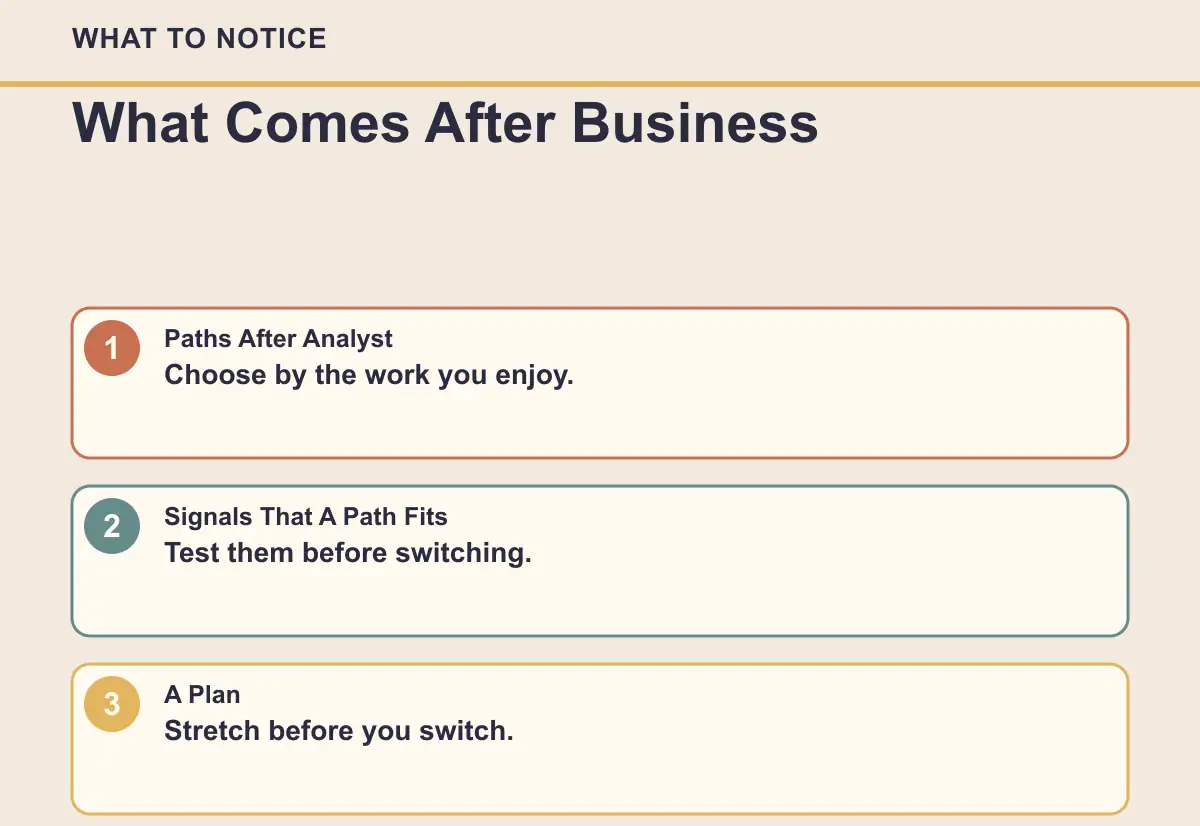 WHAT TO NOTICE
What Comes After Business
1
Paths After Analyst
Choose by the work you enjoy.
2
Signals That A Path Fits
Test them before switching.
3
A Plan
Stretch before you switch.